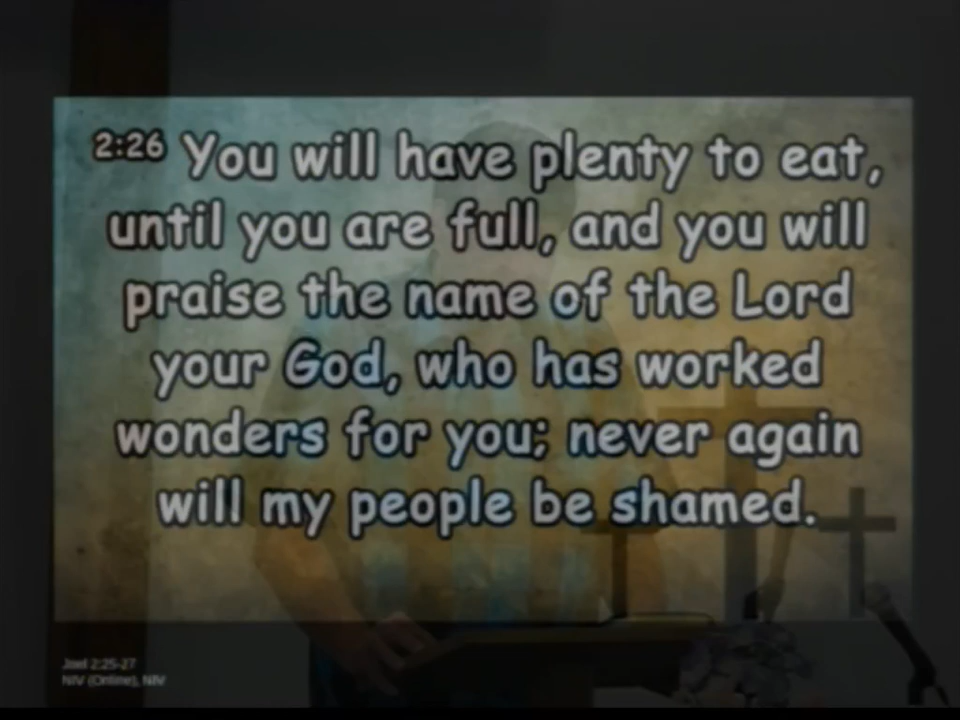 2:26 You will have plenty to eat,
until you are full, and you will
praise the name of the Lord
your God, who has worked
wonders for you; never again
will my people be shamed.
Joel 2:25-27
NIV (Online), NIV